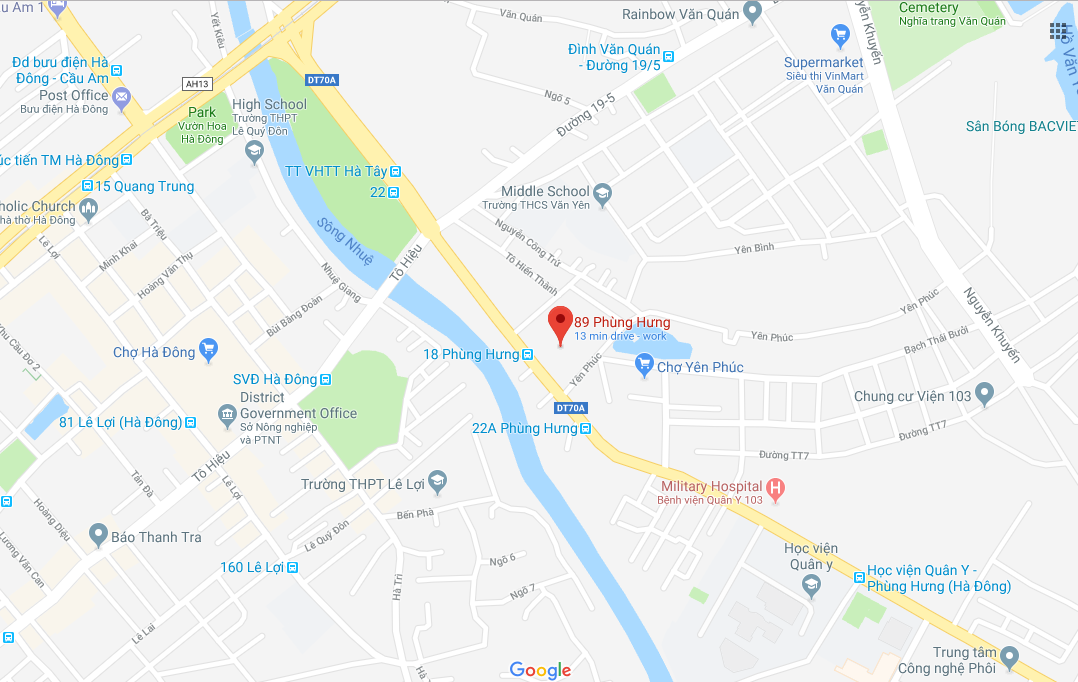 u Am 1
Yết Kiêu
Văn Quán
Rainbow Văn Quán
Nguyễn Khuyến
Cemetery
Nghĩa trang Văn Quán
Đd bưu điện Hà
Đông - Cầu Am
Post Office
Bưu điện Hà Đông
AH13
DT70A
Đình Văn Quán
- Đường 19/5
Supermarket
Siêu thị VinMart
Văn Quán
Ngõ 5
Đường 19-5
High School
Trường THPT
Lê Quý Đôn
Park
Vườn Hoa
Hà Đông
Sân Bóng BACVIET
úc tiến TM Hà Đông
15 Quang Trung
TT VHTT Hà Tây
22
Middle School
Trường THCS Văn Yên
holic Church
hà thờ Hà Đông
Bà Triệu
Lê Lợi
Minh Khai
Hoàng Văn Thụ
Sông Nhuệ
Tô Hiệu
Nguyễn Công Trứ
Tô Hiến Thành
Yên Bình
Nhuệ Giang
Bùi Bằng Đoàn
Nguyễn Khuyến
Yên Phúc
Khu Cầu Đơ 2
Chợ Hà Đông
89 Phùng Hưng
13 min drive - work
Yên Phúc
Bạch Thái Bưởi
18 Phùng Hưng
Yên Phúc
Chợ Yên Phúc
SVĐ Hà Đông
District
Government Office
Sở Nông nghiệp
và PTNT
81 Lê Lợi (Hà Đông)
DT70A
22A Phùng Hưng
Chung cư Viện 103
Đường TT7
Đường TT7
Tô Hiệu
Tản Đà
Lê Lợi
Trường THPT Lê Lợi
Military Hospital
Bệnh viện Quân Y 103
Hoàng Diệu
Bến Phà
Báo Thanh Tra
Lê Quý Đôn
Lương Văn Can
160 Lê Lợi
Ngõ 6
Ngõ 7
Hà Trì
Học viện
Quân y
Học viện Quân Y -
Phùng Hưng (Hà Đông)
Lê Lai
Google
Trung tâm
Công nghệ Phôi